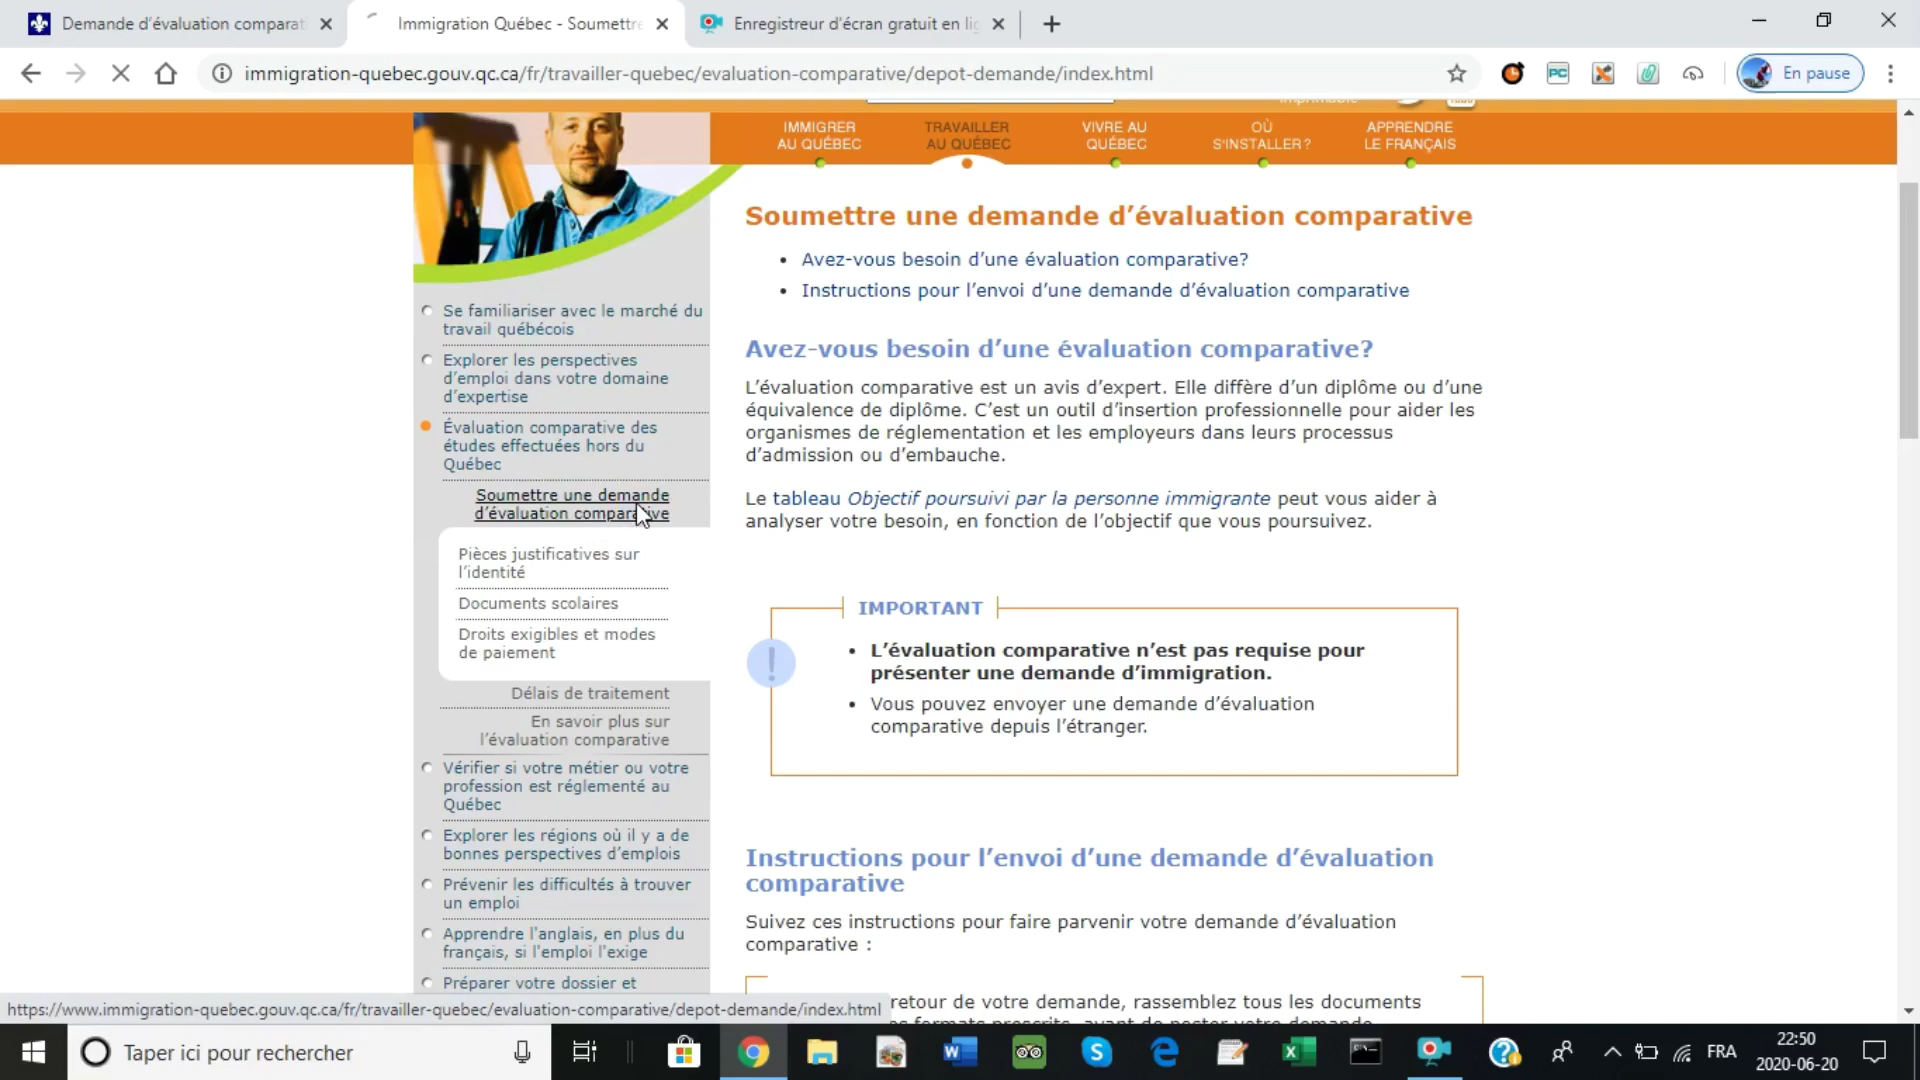 Demande d'évaluation comparat
Immigration Québec - Soumettre
Enregistreur d'écran gratuit en li
immigration-quebec.gouv.qc.ca/fr/travailler-quebec/evaluation-comparative/depot-demande/index.html
PC
En pause
IMMIGRER
AU QUÉBEC
TRAVAILLER
AU QUÉBEC
VIVRE AU
QUÉBEC
OÙ
S'INSTALLER ?
APPRENDRE
LE FRANÇAIS
Se familiariser avec le marché du
travail québécois
Explorer les perspectives
d'emploi dans votre domaine
d'expertise
Évaluation comparative des
études effectuées hors du
Québec
Soumettre une demande
d'évaluation comparative
Pièces justificatives sur
l'identité
Documents scolaires
Droits exigibles et modes
de paiement
Délais de traitement
En savoir plus sur
l'évaluation comparative
Vérifier si votre métier ou votre
profession est réglementé au
Québec
Explorer les régions où il y a de
bonnes perspectives d'emplois
Prévenir les difficultés à trouver
un emploi
Apprendre l'anglais, en plus du
français, si l'emploi l'exige
Préparer votre dossier et
Soumettre une demande d'évaluation comparative
• Avez-vous besoin d'une évaluation comparative?
• Instructions pour l'envoi d'une demande d'évaluation comparative
Avez-vous besoin d'une évaluation comparative?
L'évaluation comparative est un avis d'expert. Elle diffère d'un diplôme ou d'une
équivalence de diplôme. C'est un outil d'insertion professionnelle pour aider les
organismes de réglementation et les employeurs dans leurs processus
d'admission ou d'embauche.
Le tableau Objectif poursuivi par la personne immigrante peut vous aider à
analyser votre besoin, en fonction de l'objectif que vous poursuivez.
IMPORTANT
!
• L'évaluation comparative n'est pas requise pour
présenter une demande d'immigration.
• Vous pouvez envoyer une demande d'évaluation
comparative depuis l'étranger.
Instructions pour l'envoi d'une demande d'évaluation
comparative
Suivez ces instructions pour faire parvenir votre demande d'évaluation
comparative :
retour de votre demande, rassemblez tous les documents
formats prescrits, avant de poster votre demande
https://www.immigration-quebec.gouv.qc.ca/fr/travailler-quebec/evaluation-comparative/depot-demande/index.html
Taper ici pour rechercher
FRA
22:50
2020-06-20